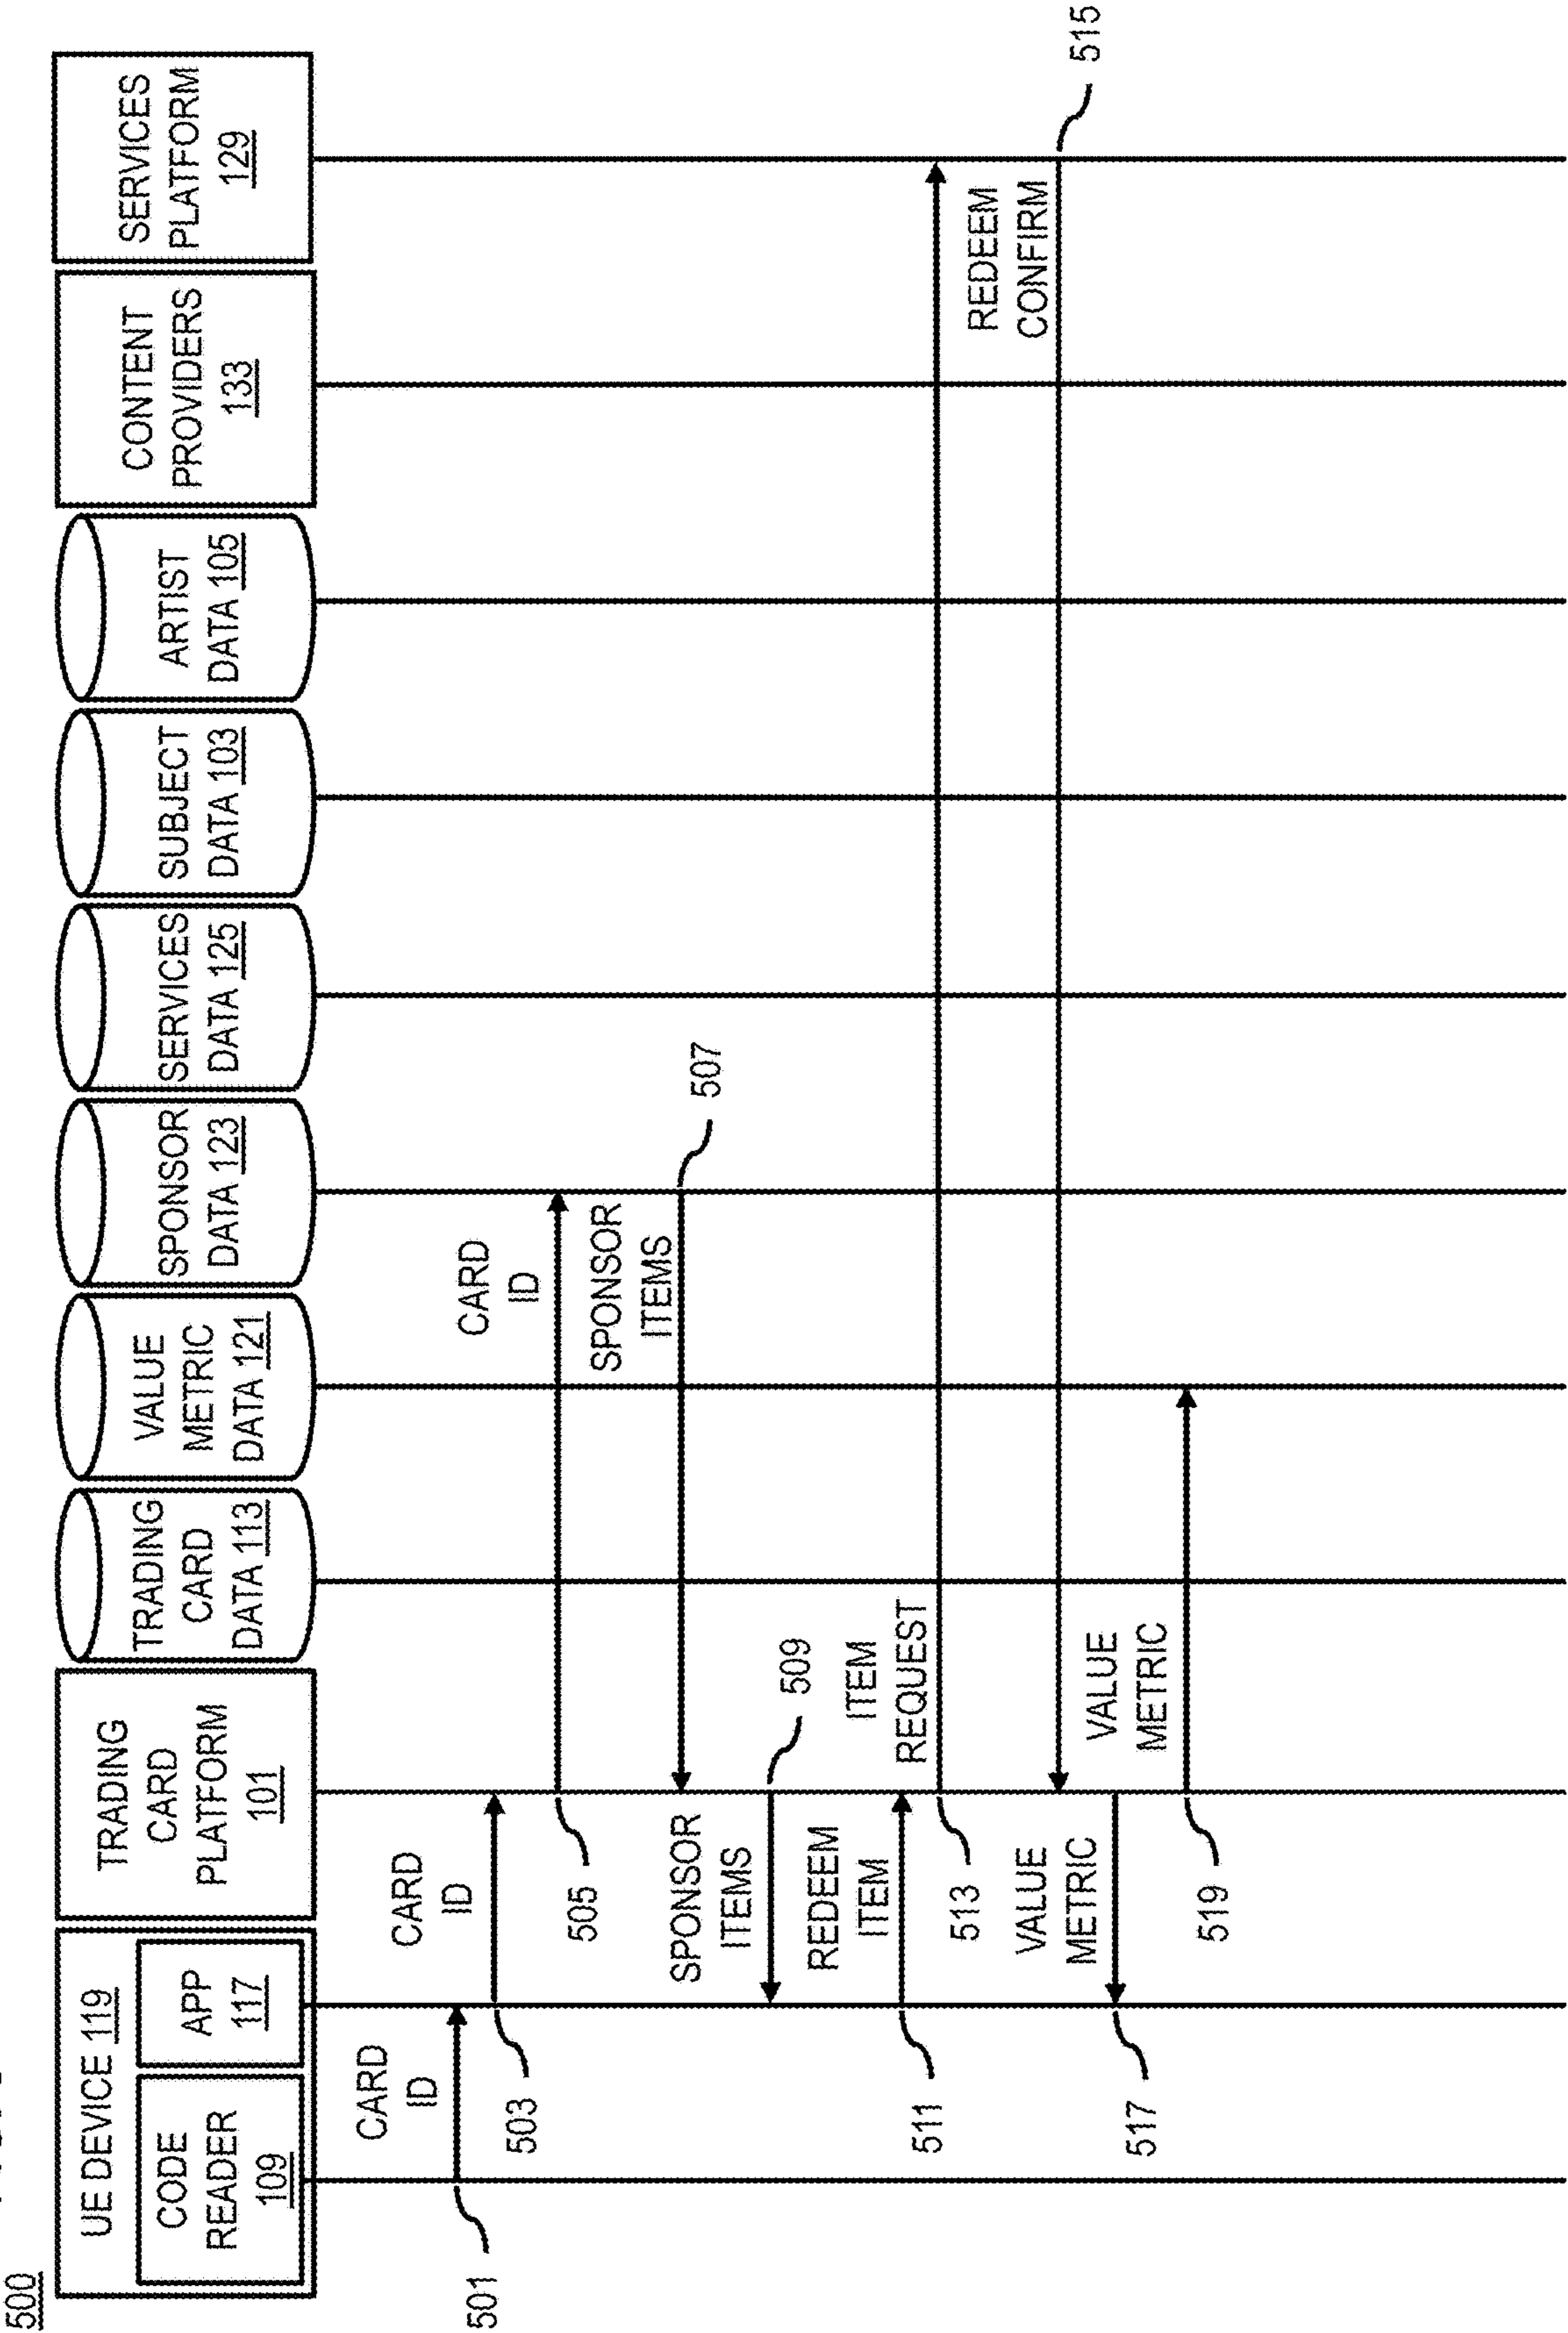 500
UE DEVICE 119
CODE
READER
109
APP
117
TRADING
CARD
PLATFORM
101
TRADING
CARD
DATA 113
VALUE
METRIC
DATA 121
SPONSOR
DATA 123
SERVICES
DATA 125
SUBJECT
DATA 103
ARTIST
DATA 105
CONTENT
PROVIDERS
133
SERVICES
PLATFORM
129
CARD
ID
501
CARD
ID
503
CARD
ID
505
SPONSOR
ITEMS
507
SPONSOR
ITEMS
509
REDEEM
ITEM
511
ITEM
REQUEST
513
REDEEM
CONFIRM
515
VALUE
METRIC
517
VALUE
METRIC
519